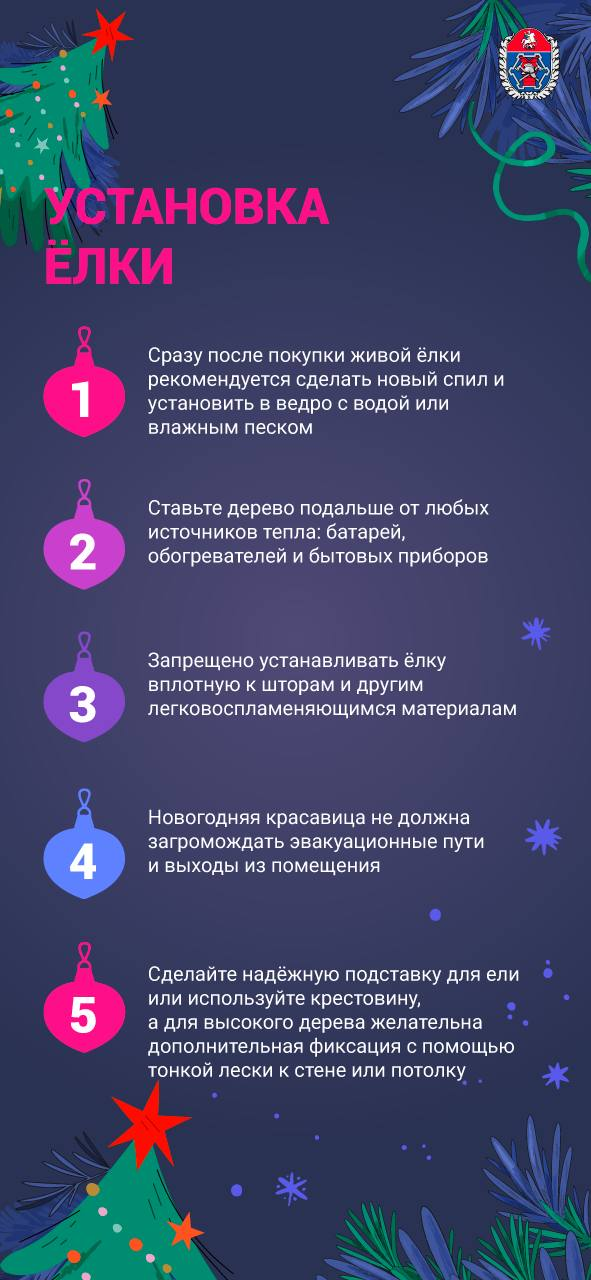 УСТАНОВКА
ЁЛКИ
1
Сразу после покупки живой ёлки
рекомендуется сделать новый спил и
установить в ведро с водой или
влажным песком
2
Ставьте дерево подальше от любых
источников тепла: батарей,
обогревателей и бытовых приборов
3
Запрещено устанавливать ёлку
вплотную к шторам и другим
легковоспламеняющимся материалам
4
Новогодняя красавица не должна
загромождать эвакуационные пути
и выходы из помещения
5
Сделайте надёжную подставку для ели
или используйте крестовину,
а для высокого дерева желательна
дополнительная фиксация с помощью
тонкой лески к стене или потолку